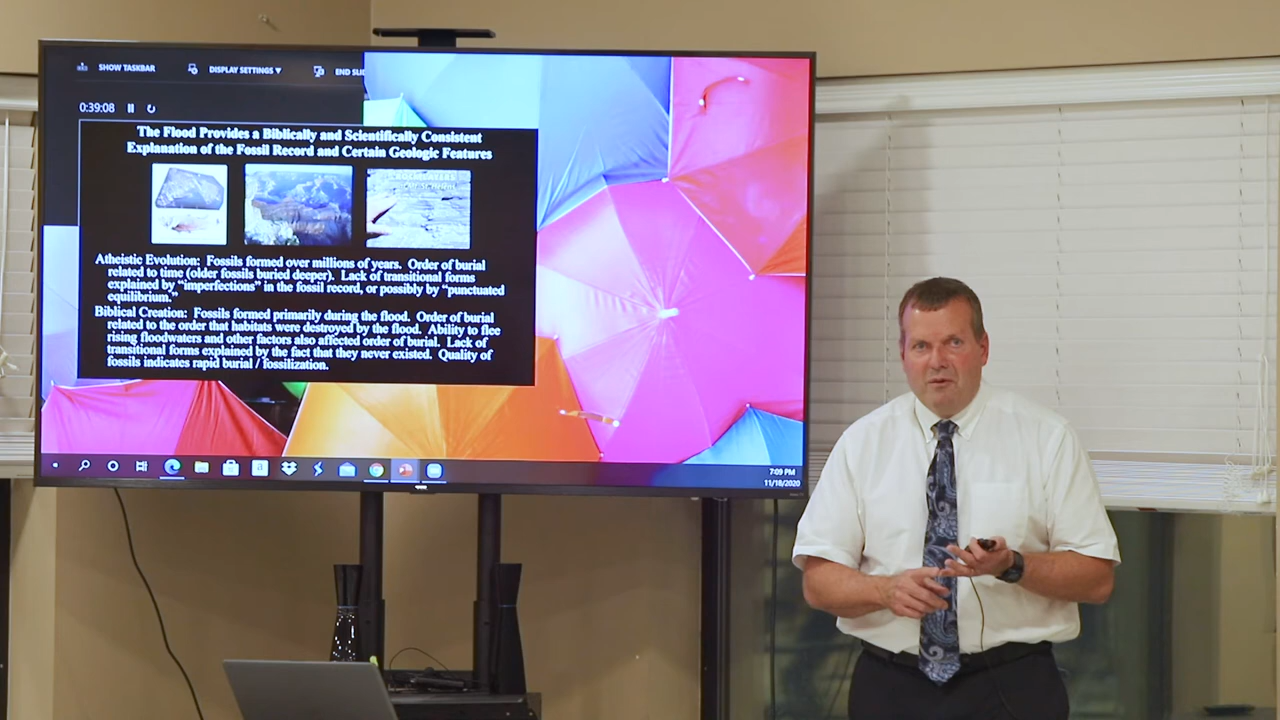 SHOW TASKBAR
DISPLAY SETTINGS ▼
END SLI
0:39:08
The Flood Provides a Biblically and Scientifically Consistent
Explanation of the Fossil Record and Certain Geologic Features
Atheistic Evolution: Fossils formed over millions of years. Order of burial
related to time (older fossils buried deeper). Lack of transitional forms
explained by "imperfections" in the fossil record, or possibly by "punctuated
equilibrium."
Biblical Creation: Fossils formed primarily during the flood. Order of burial
related to the order that habitats were destroyed by the flood. Ability to flee
rising floodwaters and other factors also affected order of burial. Lack of
transitional forms explained by the fact that they never existed. Quality of
fossils indicates rapid burial / fossilization.
a
7:09 PM
11/18/2020